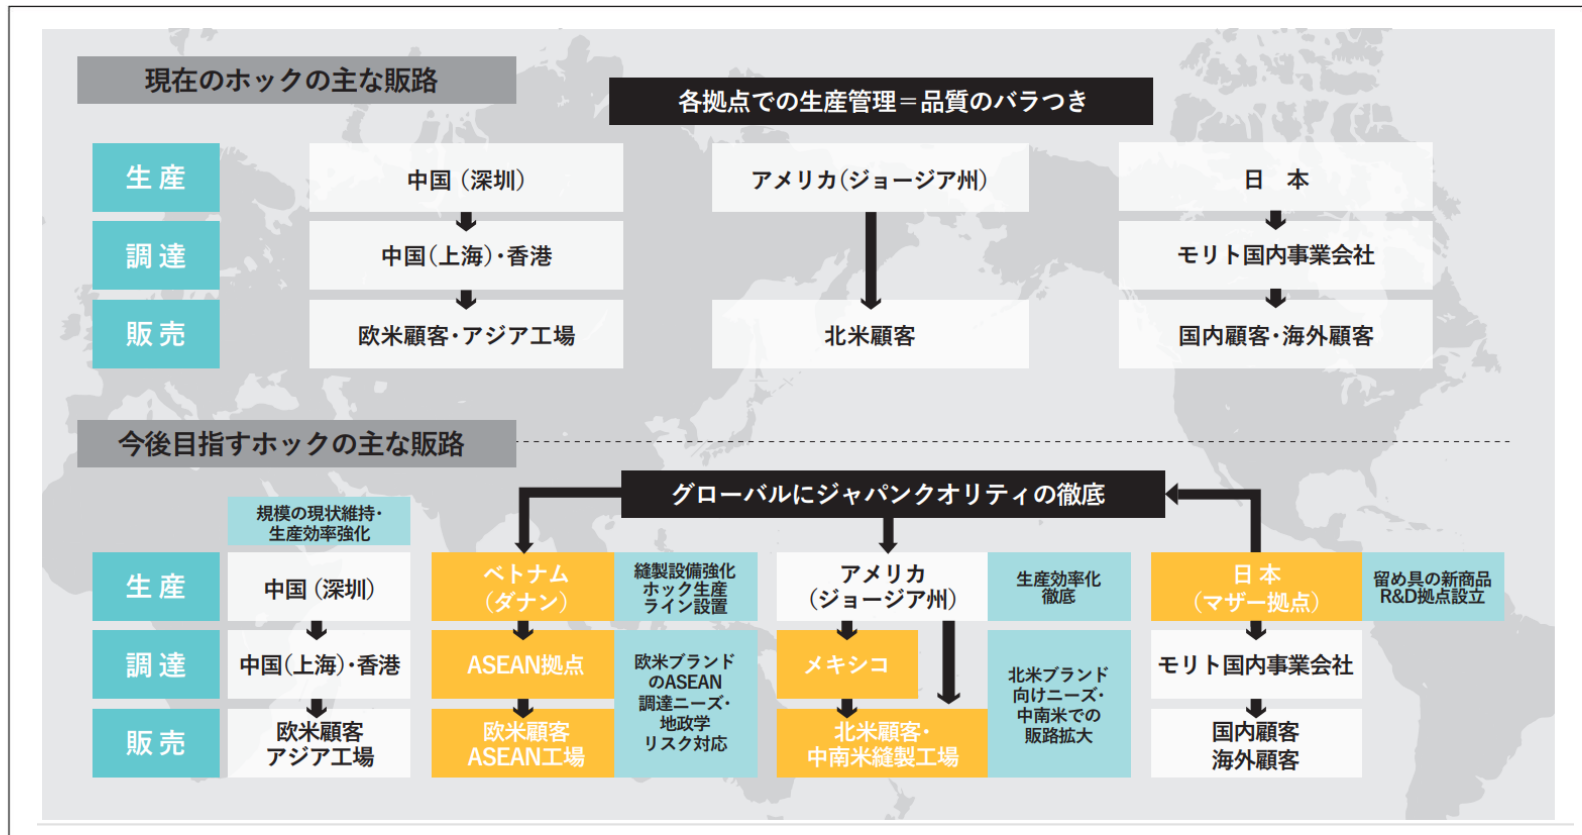 現在のホックの主な販路
各拠点での生産管理＝品質のバラつき
生 産
中国（深圳）
アメリカ（ジョージア州）
日　本
調 達
中国（上海）・香港
モリト国内事業会社
販 売
欧米顧客・アジア工場
北米顧客
国内顧客・海外顧客
今後目指すホックの主な販路
グローバルにジャパンクオリティの徹底
規模の現状維持・
生産効率強化
生 産
中国（深圳）
ベトナム
（ダナン）
縫製設備強化
ホック生産
ライン設置
アメリカ
（ジョージア州）
生産効率化
徹底
日 本
（マザー拠点）
留め具の新商品
R&D拠点設立
調 達
中国（上海）・香港
ASEAN拠点
欧米ブランド
のASEAN
調達ニーズ・
地政学
リスク対応
メキシコ
北米ブランド
向けニーズ・
中南米での
販路拡大
モリト国内事業会社
販 売
欧米顧客
アジア工場
欧米顧客
ASEAN工場
北米顧客・
中南米縫製工場
国内顧客
海外顧客